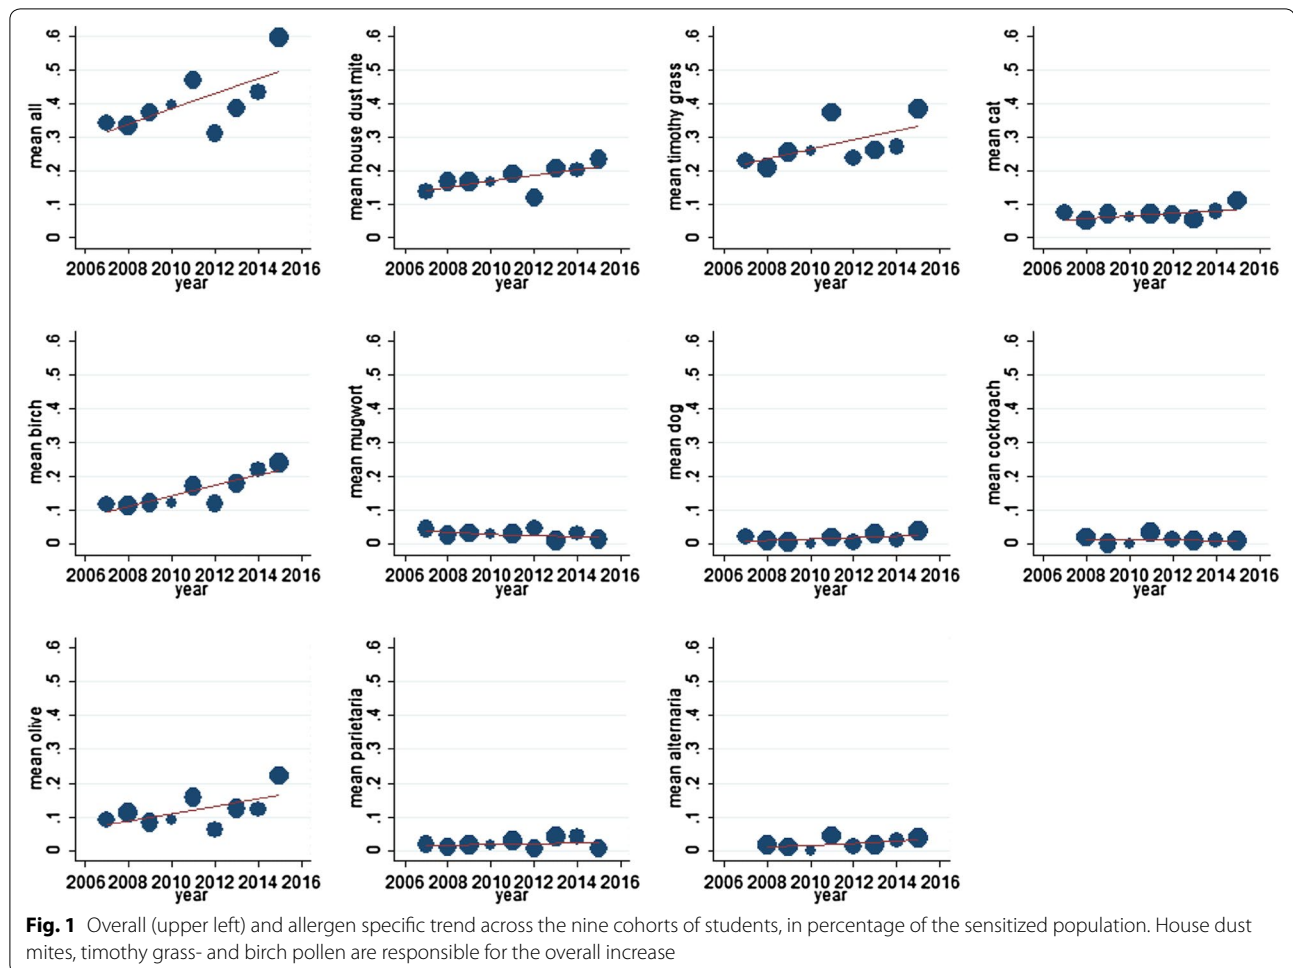 mean all
0 .1 .2 .3 .4 .5 .6
2006 2008 2010 2012 2014 2016
year
mean house dust mite
0 .1 .2 .3 .4 .5 .6
2006 2008 2010 2012 2014 2016
year
mean timothy grass
0 .1 .2 .3 .4 .5 .6
2006 2008 2010 2012 2014 2016
year
mean cat
0 .1 .2 .3 .4 .5 .6
2006 2008 2010 2012 2014 2016
year
mean birch
0 .1 .2 .3 .4 .5 .6
2006 2008 2010 2012 2014 2016
year
mean mugwort
0 .1 .2 .3 .4 .5 .6
2006 2008 2010 2012 2014 2016
year
mean dog
0 .1 .2 .3 .4 .5 .6
2006 2008 2010 2012 2014 2016
year
mean cockroach
0 .1 .2 .3 .4 .5 .6
2006 2008 2010 2012 2014 2016
year
mean olive
0 .1 .2 .3 .4 .5 .6
2006 2008 2010 2012 2014 2016
year
mean parietaria
0 .1 .2 .3 .4 .5 .6
2006 2008 2010 2012 2014 2016
year
mean alternaria
0 .1 .2 .3 .4 .5 .6
2006 2008 2010 2012 2014 2016
year
Fig. 1 Overall (upper left) and allergen specific trend across the nine cohorts of students, in percentage of the sensitized population. House dust
mites, timothy grass- and birch pollen are responsible for the overall increase